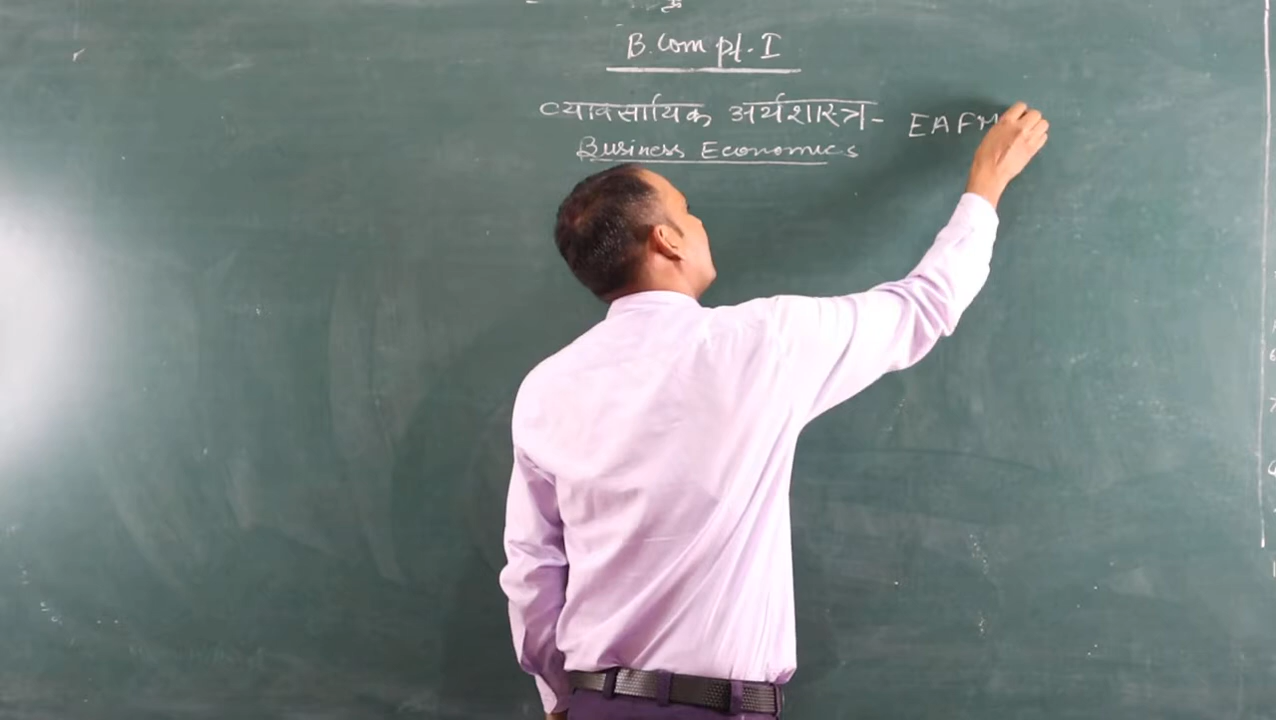 B. Com pt. I
व्यावसायिक अर्थशास्त्र- EAFM
Business Economics